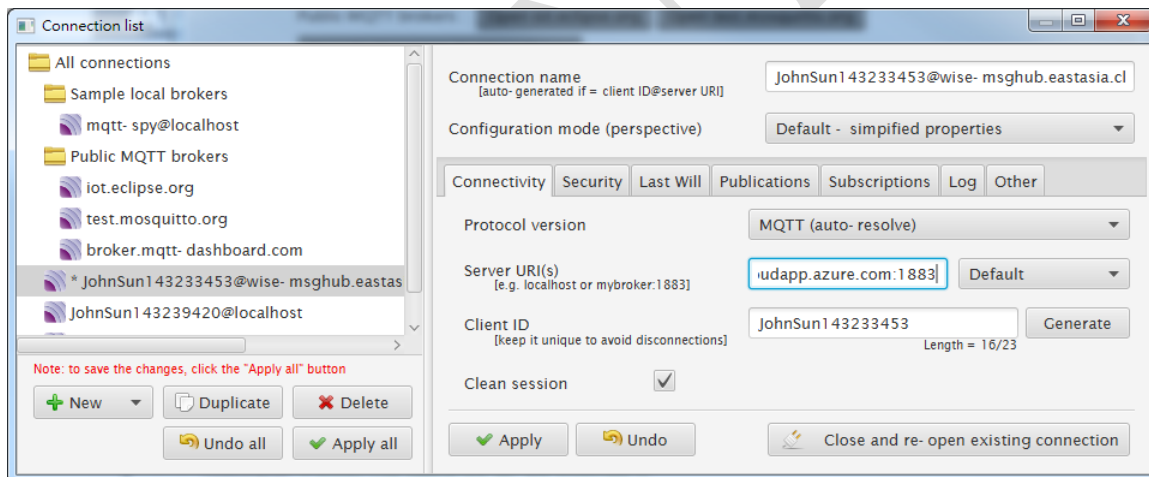 Connection list
All connections
Sample local brokers
mqtt- spy@localhost
Public MQTT brokers
iot.eclipse.org
test.mosquitto.org
broker.mqtt- dashboard.com
* JohnSun143233453@wise- msghub.eastas
JohnSun143239420@localhost
Note: to save the changes, click the "Apply all" button
New
Duplicate
Delete
Undo all
Apply all
Connection name
[auto- generated if = client ID@server URI]
JohnSun143233453@wise- msghub.eastasia.cl
Configuration mode (perspective)
Default - simpified properties
Connectivity Security Last Will Publications Subscriptions Log Other
Protocol version
MQTT (auto- resolve)
Server URI(s)
[e.g. localhost or mybroker:1883]
oudapp.azure.com:1883
Default
Client ID
[keep it unique to avoid disconnections]
JohnSun143233453
Generate
Length = 16/23
Clean session
Apply
Undo
Close and re- open existing connection